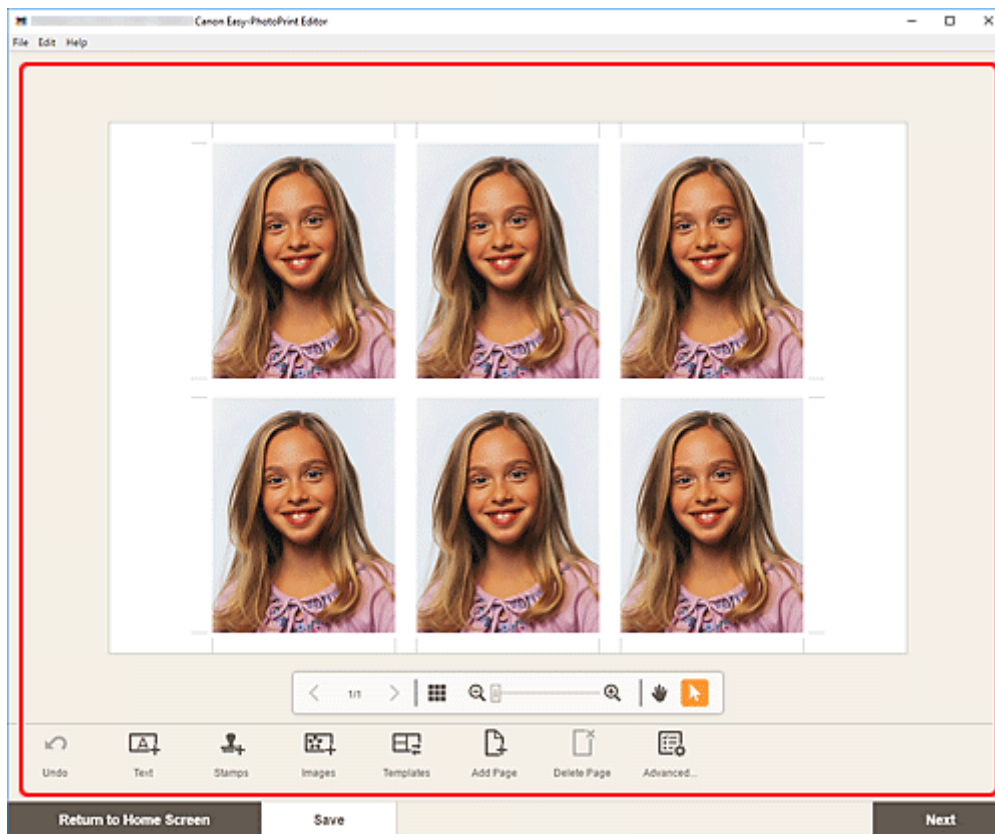 Canon Easy-PhotoPrint Editor
File Edit Help
1/1
Undo Text Stamps Images Templates Add Page Delete Page Advanced...
Return to Home Screen Save Next